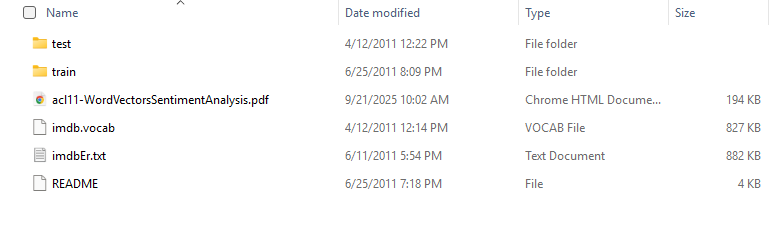 Name Date modified Type Size
test 4/12/2011 12:22 PM File folder
train 6/25/2011 8:09 PM File folder
acl11-WordVectorsSentimentAnalysis.pdf 9/21/2025 10:02 AM Chrome HTML Docume... 194 KB
imdb.vocab 4/12/2011 12:14 PM VOCAB File 827 KB
imdbEr.txt 6/11/2011 5:54 PM Text Document 882 KB
README 6/25/2011 7:18 PM File 4 KB